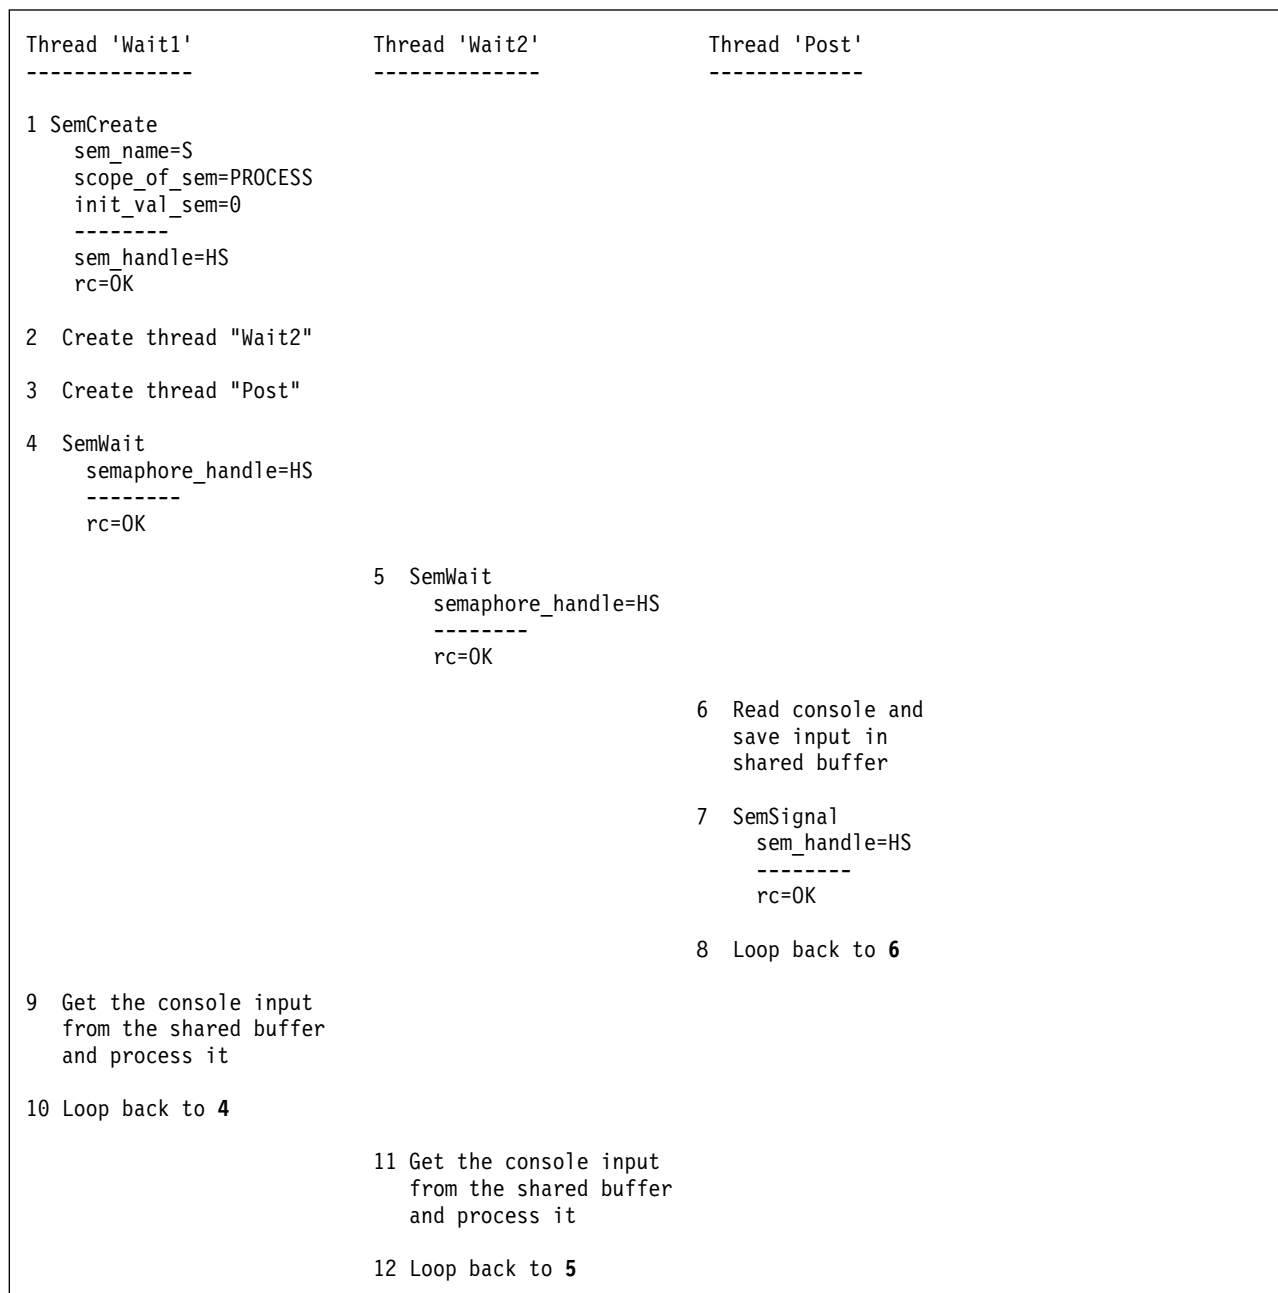 Thread 'Wait1' Thread 'Wait2' Thread 'Post'
-------------- -------------- -------------
1 SemCreate
sem_name=S
scope_of_sem=PROCESS
init_val_sem=0
--------
sem_handle=HS
rc=OK
2 Create thread "Wait2"
3 Create thread "Post"
4 SemWait
semaphore_handle=HS
--------
rc=OK
5 SemWait
semaphore_handle=HS
--------
rc=OK
6 Read console and
save input in
shared buffer
7 SemSignal
sem_handle=HS
--------
rc=OK
8 Loop back to 6
9 Get the console input
from the shared buffer
and process it
10 Loop back to 4
11 Get the console input
from the shared buffer
and process it
12 Loop back to 5